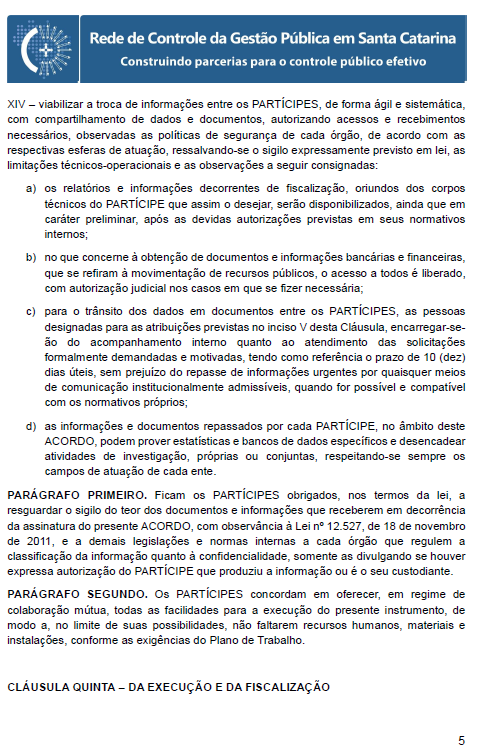 Rede de Controle da Gestão Pública em Santa Catarina
Construindo parcerias para o controle público efetivo
XIV – viabilizar a troca de informações entre os PARTÍCIPES, de forma ágil e sistemática,
com compartilhamento de dados e documentos, autorizando acessos e recebimentos
necessários, observadas as políticas de segurança de cada órgão, de acordo com as
respectivas esferas de atuação, ressalvando-se o sigilo expressamente previsto em lei, as
limitações técnicos-operacionais e as observações a seguir consignadas:
a) os relatórios e informações decorrentes de fiscalização, oriundos dos corpos
técnicos do PARTÍCIPE que assim o desejar, serão disponibilizados, ainda que em
caráter preliminar, após as devidas autorizações previstas em seus normativos
internos;
b) no que concerne à obtenção de documentos e informações bancárias e financeiras,
que se refiram à movimentação de recursos públicos, o acesso a todos é liberado,
com autorização judicial nos casos em que se fizer necessária;
c) para o trânsito dos dados em documentos entre os PARTÍCIPES, as pessoas
designadas para as atribuições previstas no inciso V desta Cláusula, encarregar-se-
ão do acompanhamento interno quanto ao atendimento das solicitações
formalmente demandadas e motivadas, tendo como referência o prazo de 10 (dez)
dias úteis, sem prejuízo do repasse de informações urgentes por quaisquer meios
de comunicação institucionalmente admissíveis, quando for possível e compatível
com os normativos próprios;
d) as informações e documentos repassados por cada PARTÍCIPE, no âmbito deste
ACORDO, podem prover estatísticas e bancos de dados específicos e desencadear
atividades de investigação, próprias ou conjuntas, respeitando-se sempre os
campos de atuação de cada ente.
PARÁGRAFO PRIMEIRO. Ficam os PARTÍCIPES obrigados, nos termos da lei, a
resguardar o sigilo do teor dos documentos e informações que receberem em decorrência
da assinatura do presente ACORDO, com observância à Lei nº 12.527, de 18 de novembro
de 2011, e a demais legislações e normas internas a cada órgão que regulem a
classificação da informação quanto à confidencialidade, somente as divulgando se houver
expressa autorização do PARTÍCIPE que produziu a informação ou é o seu custodiante.
PARÁGRAFO SEGUNDO. Os PARTÍCIPES concordam em oferecer, em regime de
colaboração mútua, todas as facilidades para a execução do presente instrumento, de
modo a, no limite de suas possibilidades, não faltarem recursos humanos, materiais e
instalações, conforme as exigências do Plano de Trabalho.
CLÁUSULA QUINTA – DA EXECUÇÃO E DA FISCALIZAÇÃO
5